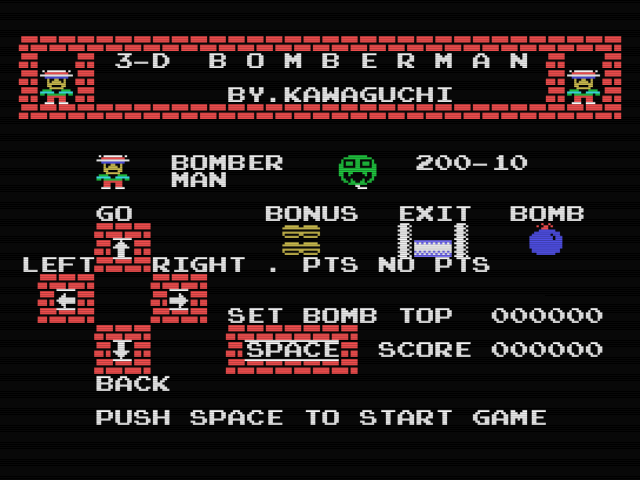 3-D BOMBERMAN
BY.KAWAGUCHI
BOMBER MAN
200-10
GO
BONUS
EXIT
BOMB
LEFT
RIGHT
. PTS
NO PTS
SET BOMB
TOP 000000
SPACE
SCORE 000000
BACK
PUSH SPACE TO START GAME